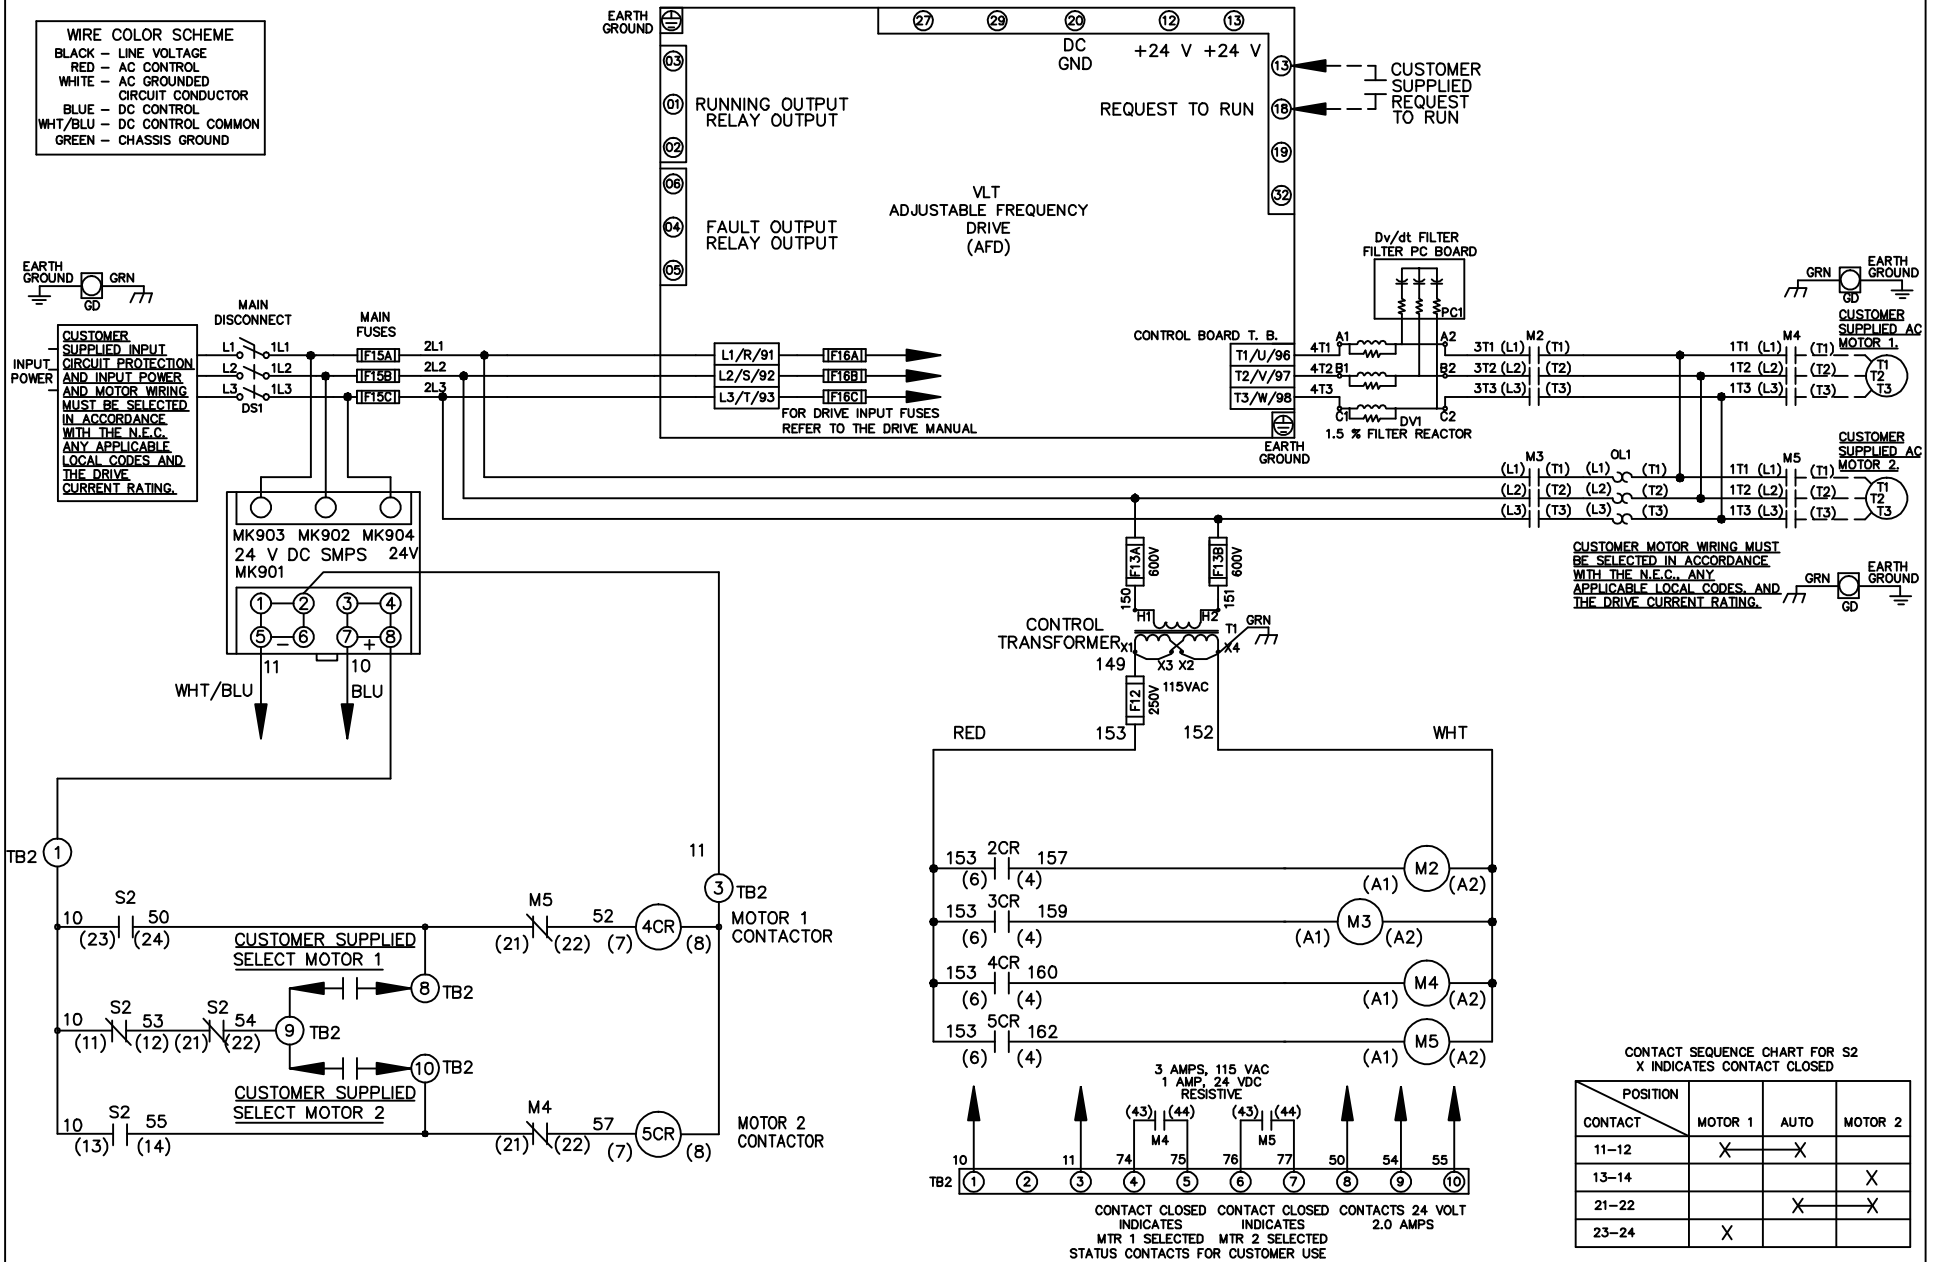 WIRE COLOR SCHEME
BLACK – LINE VOLTAGE
RED – AC CONTROL
WHITE – AC GROUNDED
CIRCUIT CONDUCTOR
BLUE – DC CONTROL
WHT/BLU – DC CONTROL COMMON
GREEN – CHASSIS GROUND
EARTH
GROUND
27 29 20 12 13
DC
GND
+24 V +24 V
03
01
02
RUNNING OUTPUT
RELAY OUTPUT
06
04
05
FAULT OUTPUT
RELAY OUTPUT
VLT
ADJUSTABLE FREQUENCY
DRIVE
(AFD)
REQUEST TO RUN
13
18
19
32
CUSTOMER
SUPPLIED
REQUEST
TO RUN
EARTH
GROUND
GRN
GD
INPUT
POWER
CUSTOMER
SUPPLIED INPUT
CIRCUIT PROTECTION
AND INPUT POWER
AND MOTOR WIRING
MUST BE SELECTED
IN ACCORDANCE
WITH THE N.E.C.
ANY APPLICABLE
LOCAL CODES AND
THE DRIVE
CURRENT RATING.
MAIN
DISCONNECT
L1 1L1
L2 1L2
L3 1L3
DS1
MAIN
FUSES
F15A 2L1
F15B 2L2
F15C 2L3
L1/R/91 F16A
L2/S/92 F16B
L3/T/93 F16C
FOR DRIVE INPUT FUSES
REFER TO THE DRIVE MANUAL
CONTROL BOARD T. B.
T1/U/96 4T1
T2/V/97 4T2
T3/W/98 4T3
EARTH
GROUND
Dv/dt FILTER
FILTER PC BOARD
PC1
A1 A2
B1 B2
C1 DV1 C2
1.5 % FILTER REACTOR
M2
3T1 (L1) (T1)
3T2 (L2) (T2)
3T3 (L3) (T3)
M4
1T1 (L1) (T1)
1T2 (L2) (T2)
1T3 (L3) (T3)
GRN
EARTH
GROUND
GD
CUSTOMER
SUPPLIED AC
MOTOR 1.
T1
T2
T3
M3 OL1
(L1) (T1) (L1) (T1)
(L2) (T2) (L2) (T2)
(L3) (T3) (L3) (T3)
M5
1T1 (L1) (T1)
1T2 (L2) (T2)
1T3 (L3) (T3)
CUSTOMER
SUPPLIED AC
MOTOR 2.
T1
T2
T3
CUSTOMER MOTOR WIRING MUST
BE SELECTED IN ACCORDANCE
WITH THE N.E.C., ANY
APPLICABLE LOCAL CODES, AND
THE DRIVE CURRENT RATING.
GRN
EARTH
GROUND
GD
MK903 MK902 MK904
24 V DC SMPS 24V
MK901
1 2 3 4
5 – 6 7 + 8
11 10
WHT/BLU BLU
F13A 600V
F13B 600V
150 151
H1 H2
CONTROL
TRANSFORMER
T1
GRN
X1 X3 X2 X4
149
115VAC
F12 250V
RED 153 152 WHT
153 2CR 157 M2
(6) (4) (A1) (A2)
153 3CR 159 M3
(6) (4) (A1) (A2)
153 4CR 160 M4
(6) (4) (A1) (A2)
153 5CR 162 M5
(6) (4) (A1) (A2)
TB2 1
11
3 TB2
10 S2 50 M5 52 4CR
(23) (24) (21) (22) (7) (8)
MOTOR 1
CONTACTOR
CUSTOMER SUPPLIED
SELECT MOTOR 1
8 TB2
10 S2 53 S2 54 9 TB2
(11) (12) (21) (22)
10 TB2
CUSTOMER SUPPLIED
SELECT MOTOR 2
10 S2 55 M4 57 5CR
(13) (14) (21) (22) (7) (8)
MOTOR 2
CONTACTOR
3 AMPS, 115 VAC
1 AMP, 24 VDC
RESISTIVE
(43) (44) (43) (44)
M4 M5
10 11 74 75 76 77 50 54 55
TB2 1 2 3 4 5 6 7 8 9 10
CONTACT CLOSED
INDICATES
MTR 1 SELECTED
CONTACT CLOSED
INDICATES
MTR 2 SELECTED
CONTACTS 24 VOLT
2.0 AMPS
STATUS CONTACTS FOR CUSTOMER USE
CONTACT SEQUENCE CHART FOR S2
X INDICATES CONTACT CLOSED
POSITION
CONTACT MOTOR 1 AUTO MOTOR 2
11–12 X X
13–14 X
21–22 X X
23–24 X